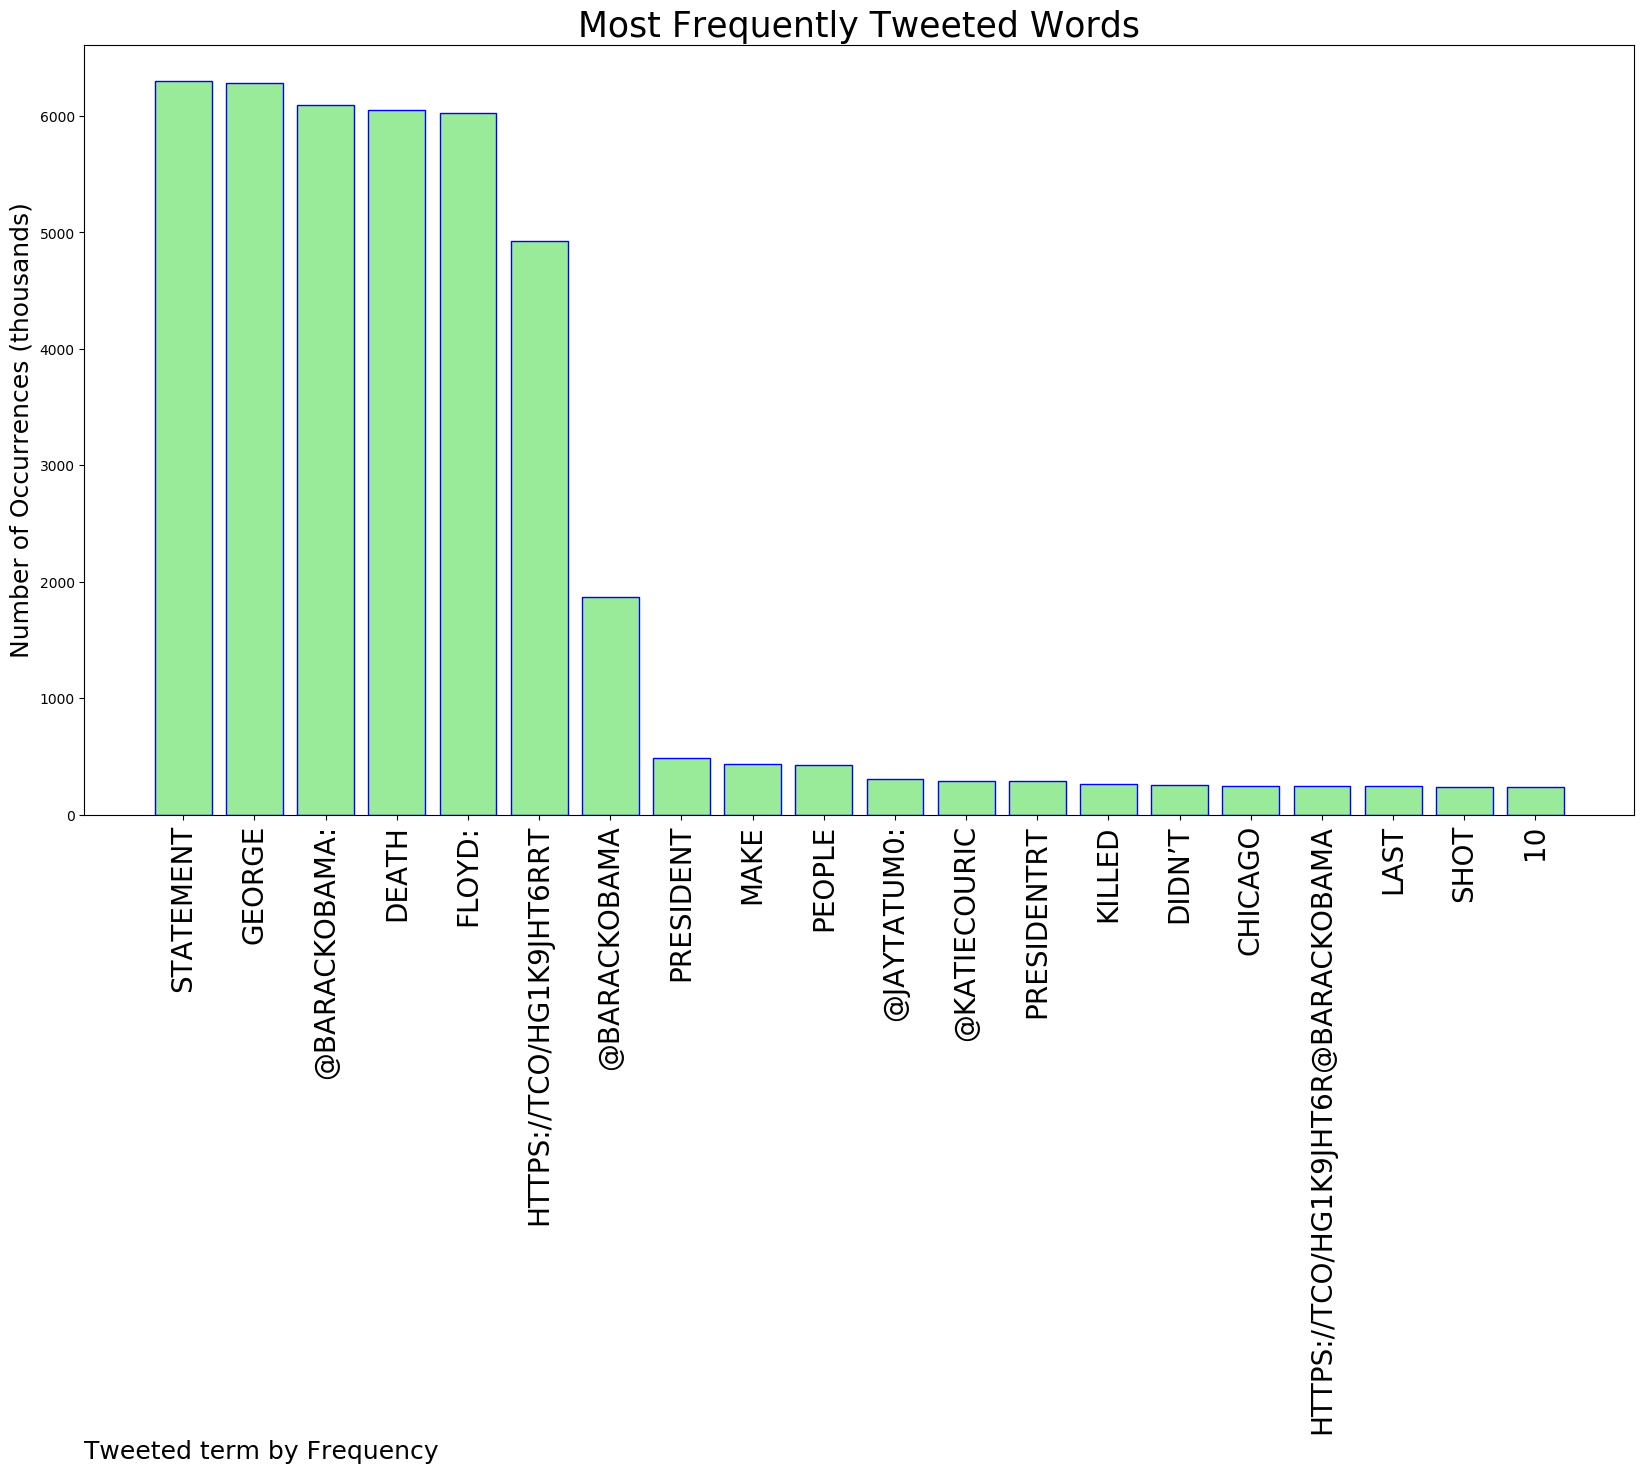 Most Frequently Tweeted Words
Number of Occurrences (thousands)
6000
5000
4000
3000
2000
1000
0
STATEMENT
GEORGE
@BARACKOBAMA:
DEATH
FLOYD:
HTTPS://TCO/HG1K9JHT6RRT
@BARACKOBAMA
PRESIDENT
MAKE
PEOPLE
@JAYTATUM0:
@KATIECOURIC
PRESIDENTRT
KILLED
DIDN’T
CHICAGO
HTTPS://TCO/HG1K9JHT6R@BARACKOBAMA
LAST
SHOT
10
Tweeted term by Frequency